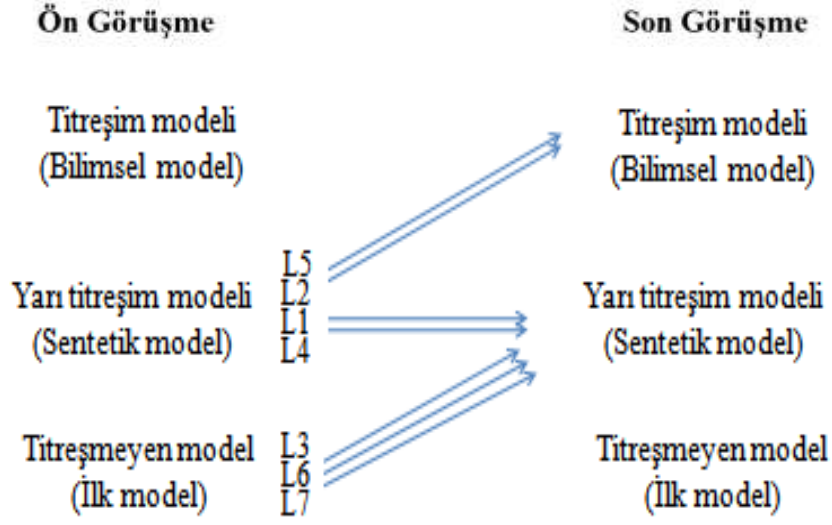 Ön Görüşme
Son Görüşme
Titreşim modeli
(Bilimsel model)
Titreşim modeli
(Bilimsel model)
Yarı titreşim modeli
(Sentetik model)
L5
L2
L1
L4
Yarı titreşim modeli
(Sentetik model)
Titreşmeyen model
(İlk model)
L3
L6
L7
Titreşmeyen model
(İlk model)